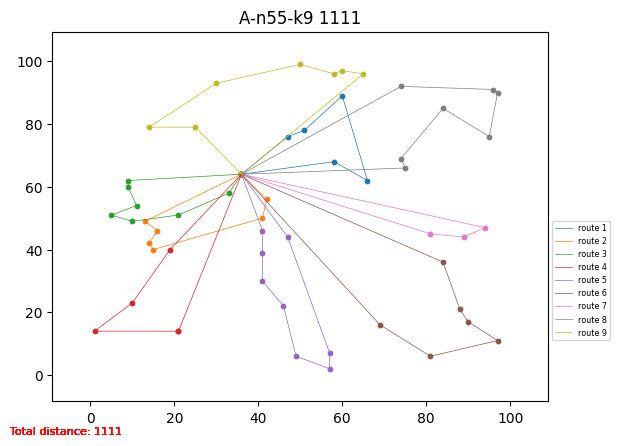 A-n55-k9 1111
100
80
60
40
20
0
0 20 40 60 80 100
route 1
route 2
route 3
route 4
route 5
route 6
route 7
route 8
route 9
Total distance: 1111